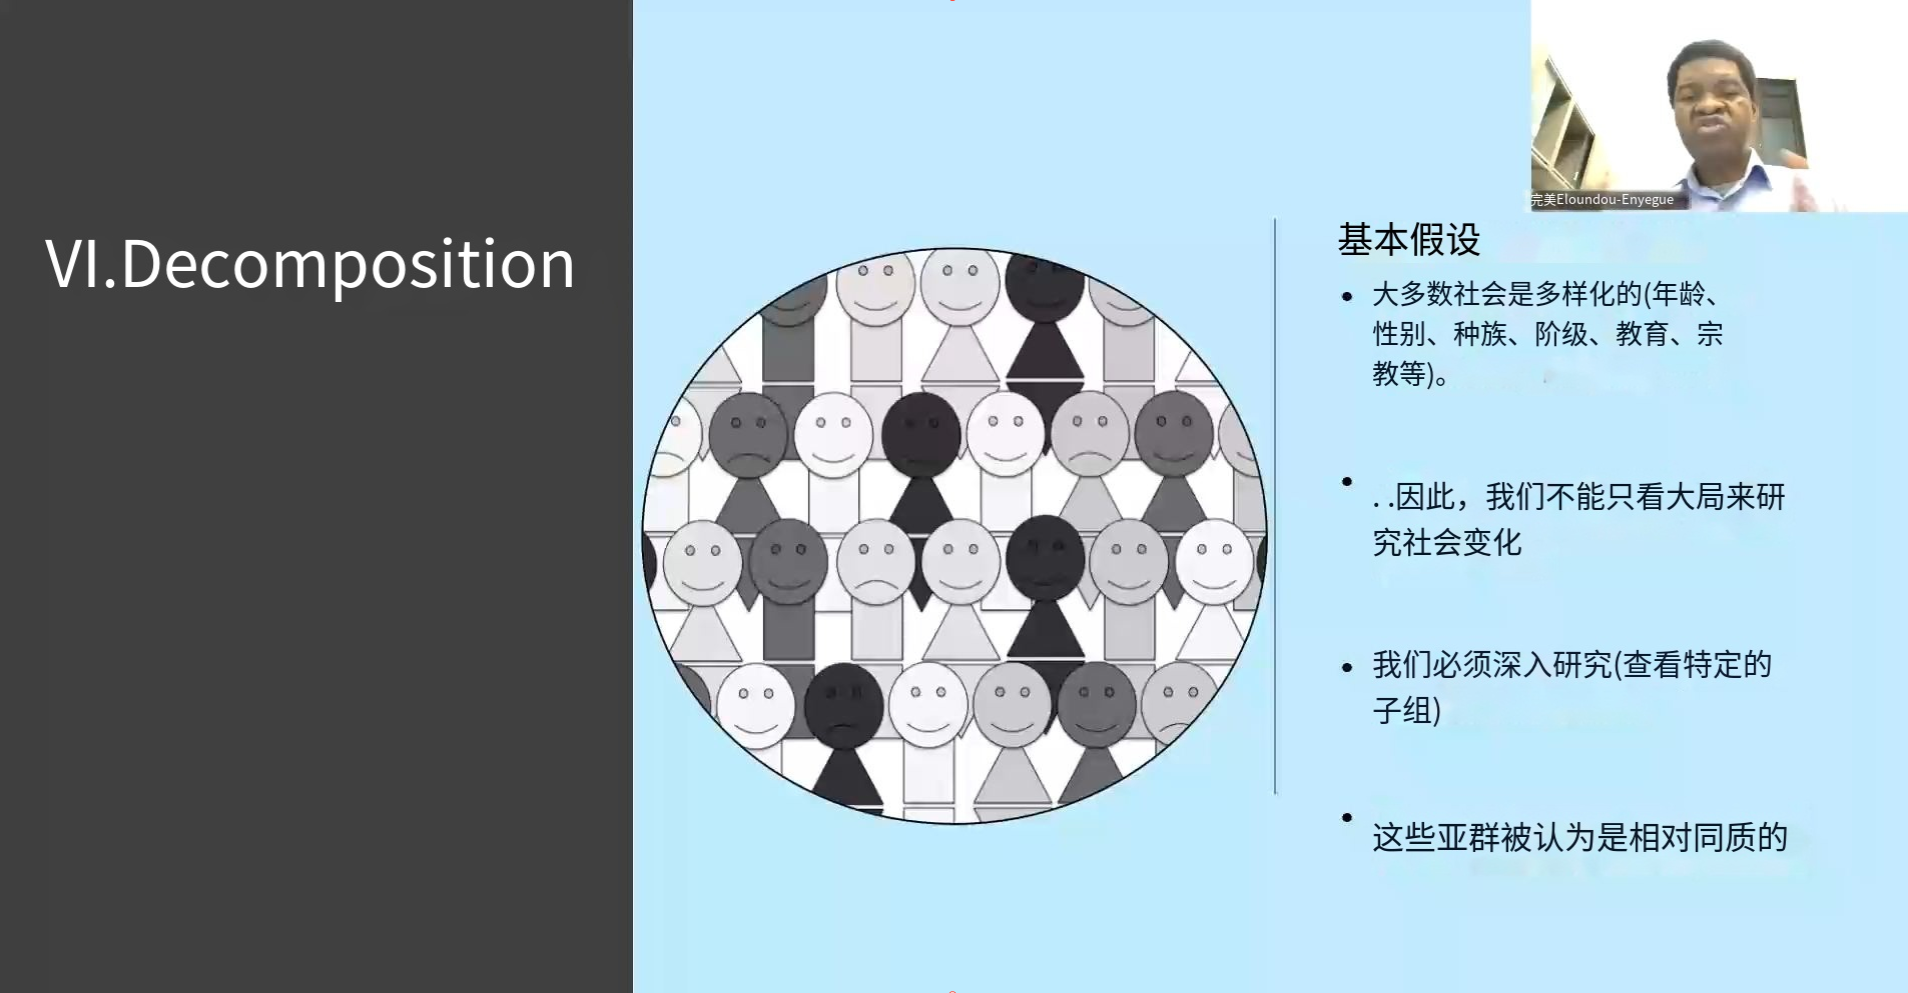 VI.Decomposition
完美Eloundou-Enyegue
基本假设
大多数社会是多样化的(年龄、
性别、种族、阶级、教育、宗
教等)。
. .因此，我们不能只看大局来研
究社会变化
我们必须深入研究(查看特定的
子组)
这些亚群被认为是相对同质的